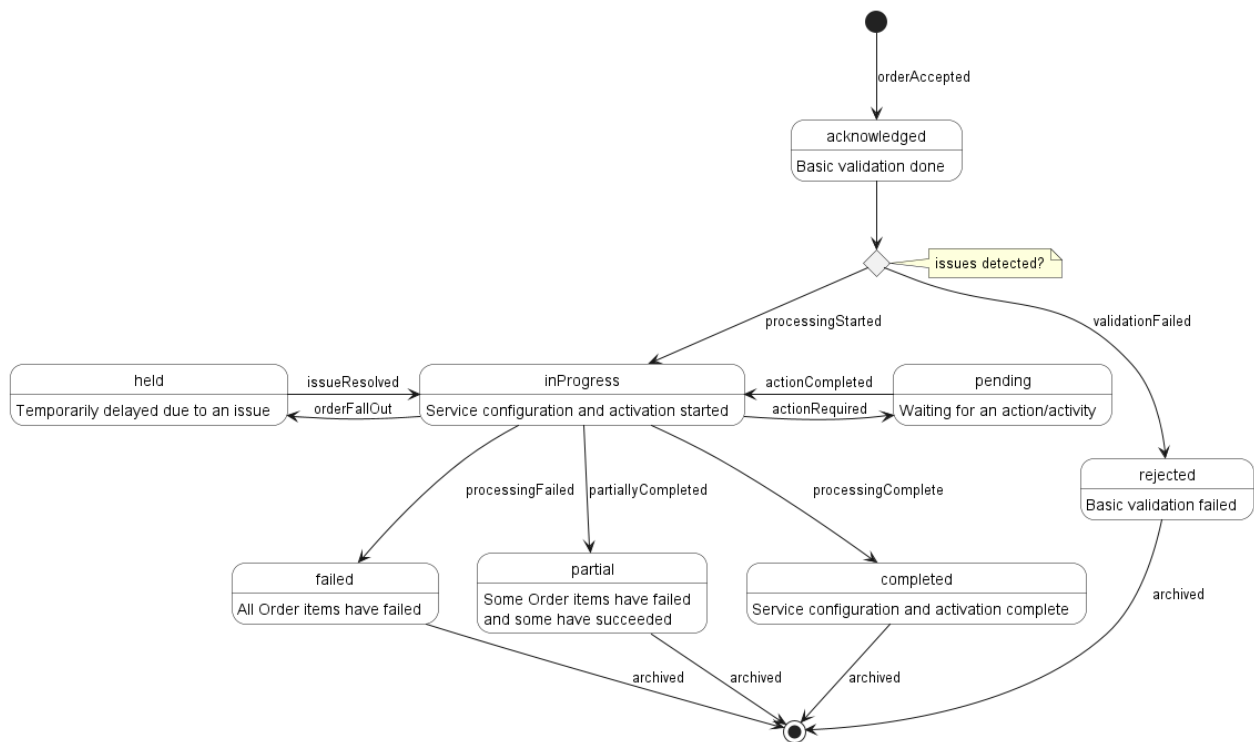 orderAccepted
acknowledged
Basic validation done
issues detected?
processingStarted
validationFailed
held
Temporarily delayed due to an issue
issueResolved
orderFallOut
inProgress
Service configuration and activation started
actionCompleted
actionRequired
pending
Waiting for an action/activity
rejected
Basic validation failed
processingFailed
partiallyCompleted
processingComplete
failed
All Order items have failed
partial
Some Order items have failed
and some have succeeded
completed
Service configuration and activation complete
archived
archived
archived
archived